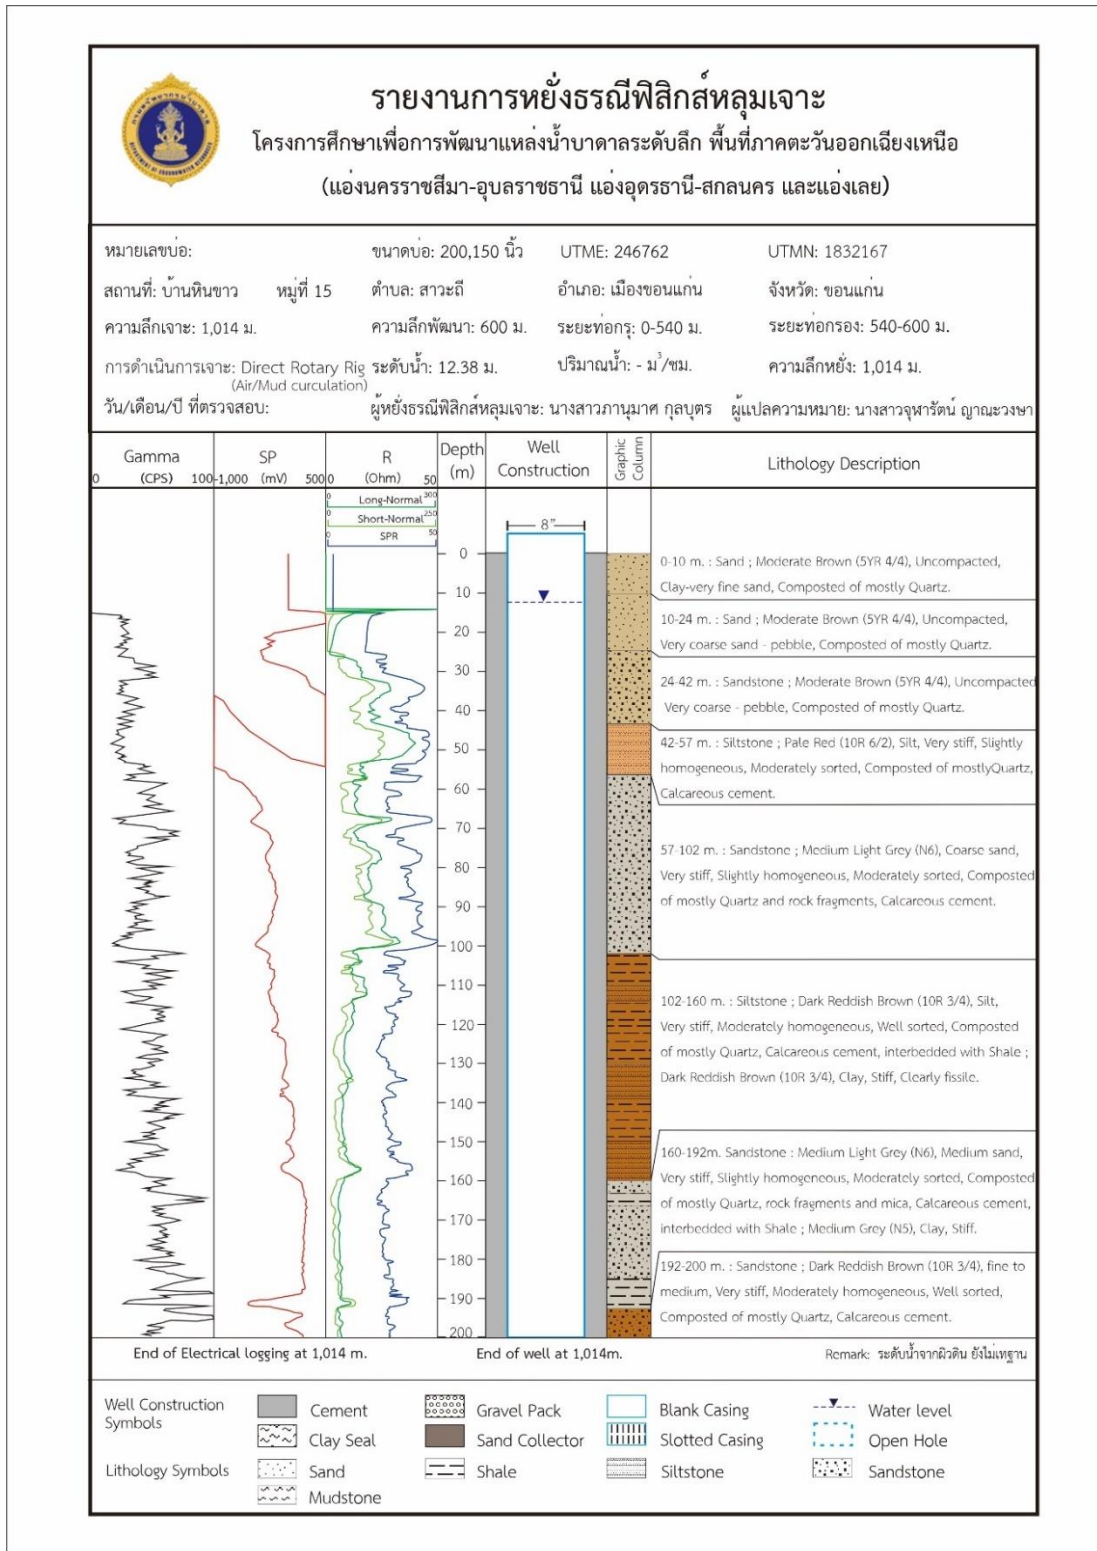 รายงานการหยั่งธรณีฟิสิกส์หลุมเจาะ
โครงการศึกษาเพื่อการพัฒนาแหล่งน้ำบาดาลระดับลึก พื้นที่ภาคตะวันออกเฉียงเหนือ
(แอ่งนครราชสีมา-อุบลราชธานี แอ่งอุดรธานี-สกลนคร และแอ่งเลย)
หมายเลขบ่อ: ขนาดบ่อ: 200,150 นิ้ว UTME: 246762 UTMN: 1832167
สถานที่: บ้านหินขาว หมู่ที่ 15 ตำบล: สาวะถี อำเภอ: เมืองขอนแก่น จังหวัด: ขอนแก่น
ความลึกเจาะ: 1,014 ม. ความลึกพัฒนา: 600 ม. ระยะท่อกรุ: 0-540 ม. ระยะท่อกรอง: 540-600 ม.
การดำเนินการเจาะ: Direct Rotary Rig ระดับน้ำ: 12.38 ม. ปริมาณน้ำ: - ม³/ชม. ความลึกหยั่ง: 1,014 ม.
(Air/Mud curculation)
วัน/เดือน/ปี ที่ตรวจสอบ: ผู้หยั่งธรณีฟิสิกส์หลุมเจาะ: นางสาวภานุมาศ กุลบุตร ผู้แปลความหมาย: นางสาวจุฬารัตน์ ญาณะวงษา
Gamma SP R Depth Well Construction Graphic Column Lithology Description
0 (CPS) 100 -1,000 (mV) 500 0 (Ohm) 50 (m)
0 Long-Normal 300
0 Short-Normal 250
0 SPR 50
8"
0
10
20
30
40
50
60
70
80
90
100
110
120
130
140
150
160
170
180
190
200
0-10 m. : Sand ; Moderate Brown (5YR 4/4), Uncompacted,
Clay-very fine sand, Composted of mostly Quartz.
10-24 m. : Sand ; Moderate Brown (5YR 4/4), Uncompacted,
Very coarse sand - pebble, Composted of mostly Quartz.
24-42 m. : Sandstone ; Moderate Brown (5YR 4/4), Uncompacted
Very coarse - pebble, Composted of mostly Quartz.
42-57 m. : Siltstone ; Pale Red (10R 6/2), Silt, Very stiff, Slightly
homogeneous, Moderately sorted, Composted of mostlyQuartz,
Calcareous cement.
57-102 m. : Sandstone ; Medium Light Grey (N6), Coarse sand,
Very stiff, Slightly homogeneous, Moderately sorted, Composted
of mostly Quartz and rock fragments, Calcareous cement.
102-160 m. : Siltstone ; Dark Reddish Brown (10R 3/4), Silt,
Very stiff, Moderately homogeneous, Well sorted, Composted
of mostly Quartz, Calcareous cement, interbedded with Shale ;
Dark Reddish Brown (10R 3/4), Clay, Stiff, Clearly fissile.
160-192m. Sandstone : Medium Light Grey (N6), Medium sand,
Very stiff, Slightly homogeneous, Moderately sorted, Composted
of mostly Quartz, rock fragments and mica, Calcareous cement,
interbedded with Shale ; Medium Grey (N5), Clay, Stiff.
192-200 m. : Sandstone ; Dark Reddish Brown (10R 3/4), fine to
medium, Very stiff, Moderately homogeneous, Well sorted,
Composted of mostly Quartz, Calcareous cement.
End of Electrical logging at 1,014 m. End of well at 1,014m. Remark: ระดับน้ำจากผิวดิน ยังไม่เทฐาน
Well Construction Symbols Cement Gravel Pack Blank Casing Water level
Clay Seal Sand Collector Slotted Casing Open Hole
Lithology Symbols Sand Shale Siltstone Sandstone
Mudstone